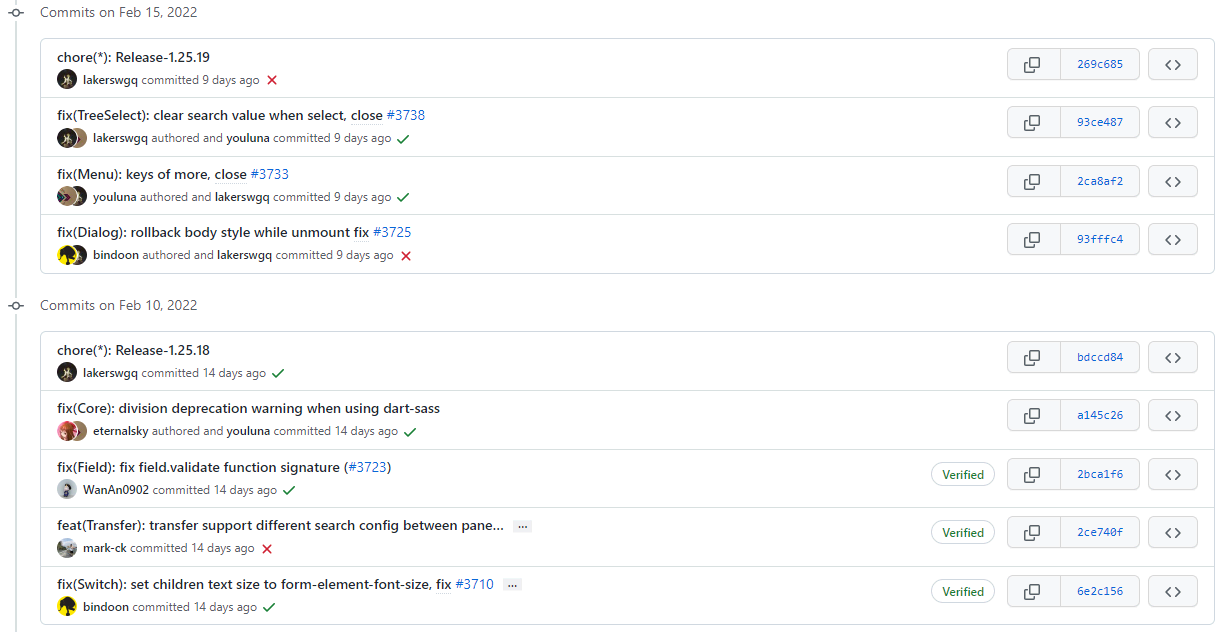 Commits on Feb 15, 2022
chore(*): Release-1.25.19
lakerswgq committed 9 days ago
269c685
fix(TreeSelect): clear search value when select, close #3738
lakerswgq authored and youluna committed 9 days ago
93ce487
fix(Menu): keys of more, close #3733
youluna authored and lakerswgq committed 9 days ago
2ca8af2
fix(Dialog): rollback body style while unmount fix #3725
bindoon authored and lakerswgq committed 9 days ago
93fffc4
Commits on Feb 10, 2022
chore(*): Release-1.25.18
lakerswgq committed 14 days ago
bdccd84
fix(Core): division deprecation warning when using dart-sass
eternalsky authored and youluna committed 14 days ago
a145c26
fix(Field): fix field.validate function signature (#3723)
WanAn0902 committed 14 days ago
Verified
2bca1f6
feat(Transfer): transfer support different search config between pane... ...
mark-ck committed 14 days ago
Verified
2ce740f
fix(Switch): set children text size to form-element-font-size, fix #3710 ...
bindoon committed 14 days ago
Verified
6e2c156